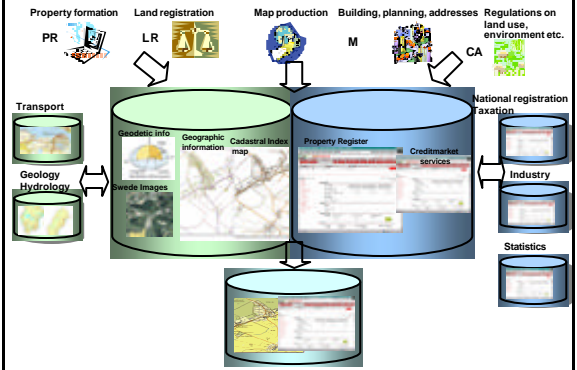 Property formation
Land registration
Map production
Building, planning, addresses
Regulations on
land use,
environment etc.
PR
LR
M
CA
Transport
Geology
Hydrology
Geodetic info
Swede Images
Geographic
information
Cadastral Index
map
Property Register
Creditmarket
services
National registration
Taxation
Industry
Statistics